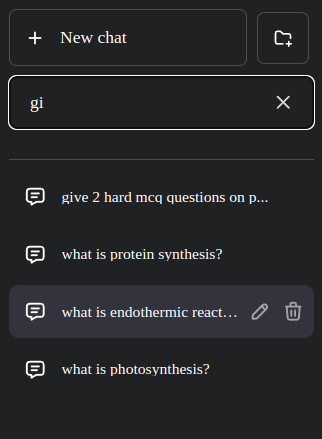 New chat
gi
give 2 hard mcq questions on p...
what is protein synthesis?
what is endothermic react...
what is photosynthesis?